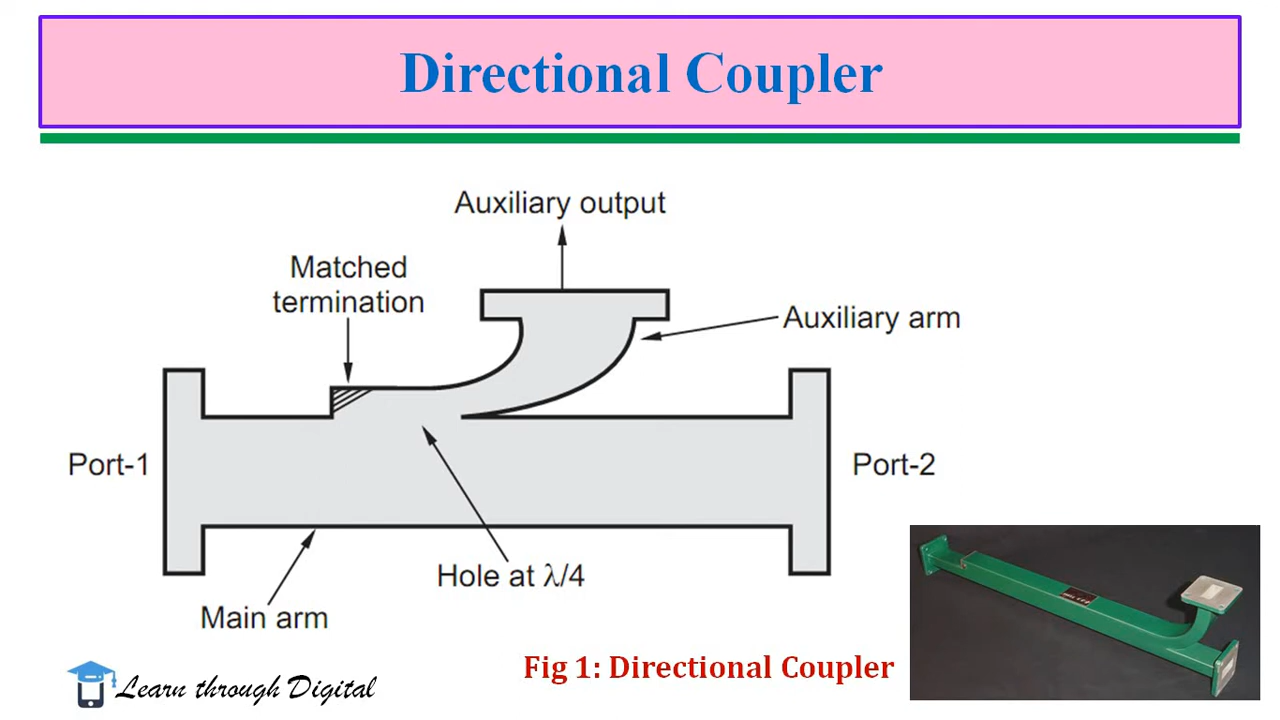 Directional Coupler
Auxiliary output
Matched
termination
Auxiliary arm
Port-1
Port-2
Hole at λ/4
Main arm
Fig 1: Directional Coupler
Learn through Digital